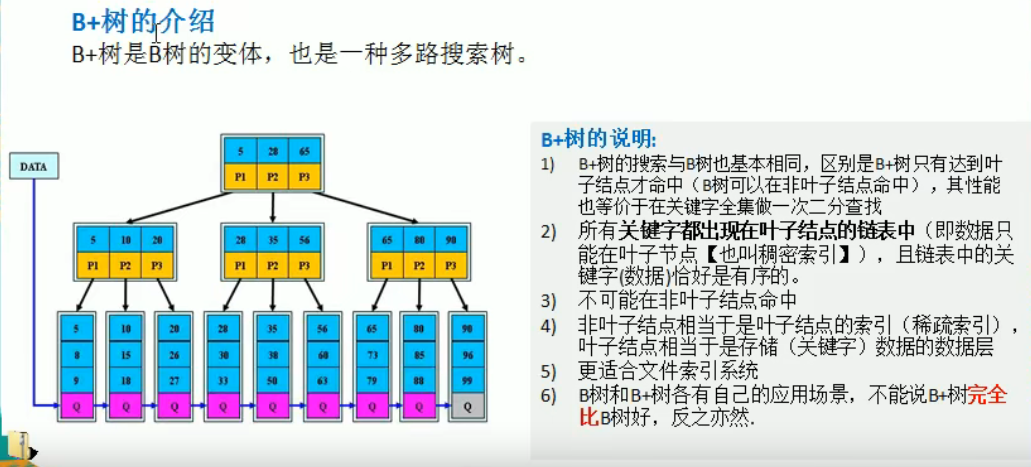 B+树的介绍
B+树是B树的变体，也是一种多路搜索树。
DATA
5 28 65
P1 P2 P3
5 10 20
P1 P2 P3
28 35 56
P1 P2 P3
65 80 90
P1 P2 P3
5 10 20 28 35 56 65 80 90
8 15 26 30 38 60 73 85 96
9 18 27 33 50 63 79 88 99
Q Q Q Q Q Q Q Q Q
B+树的说明:
1) B+树的搜索与B树也基本相同，区别是B+树只有达到叶
子结点才命中（B树可以在非叶子结点命中），其性能
也等价于在关键字全集做一次二分查找
2) 所有关键字都出现在叶子结点的链表中（即数据只
能在叶子节点【也叫稠密索引】），且链表中的关
键字(数据)恰好是有序的。
3) 不可能在非叶子结点命中
4) 非叶子结点相当于是叶子结点的索引（稀疏索引），
叶子结点相当于是存储（关键字）数据的数据层
5) 更适合文件索引系统
6) B树和B+树各有自己的应用场景，不能说B+树完全
比B树好，反之亦然.